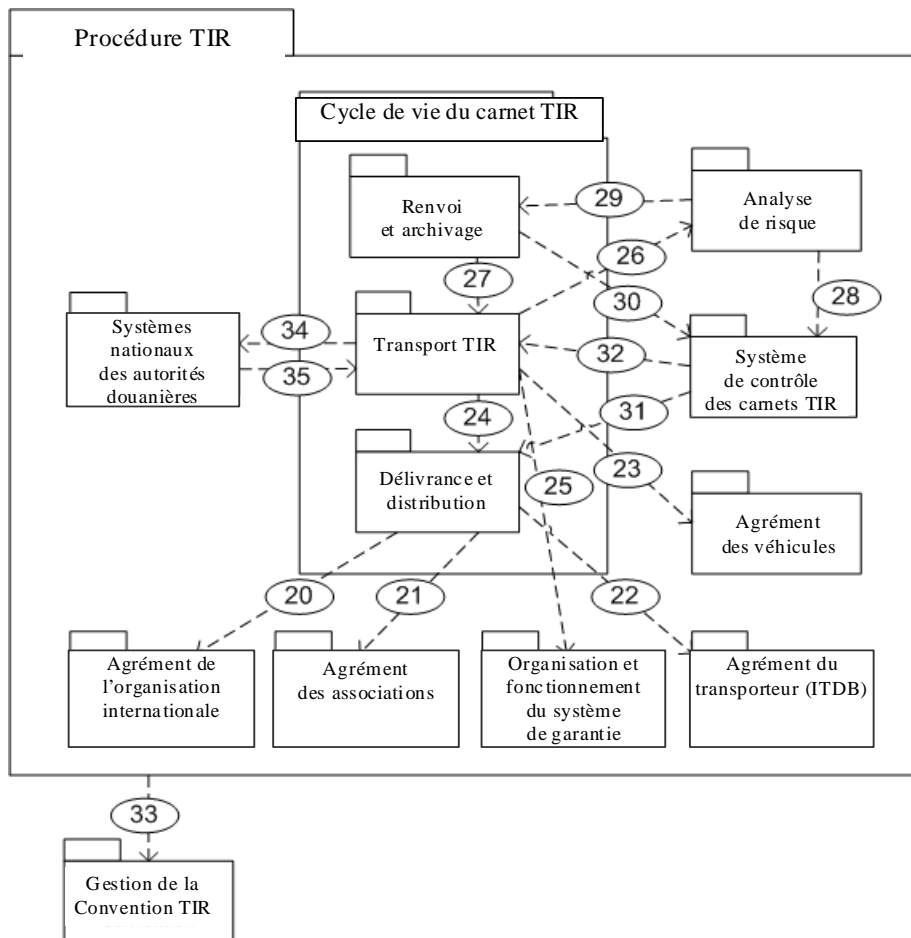 Procédure TIR
Cycle de vie du carnet TIR
Renvoi
et archivage
29
Analyse
de risque
27
26
30
28
Systèmes
nationaux
des autorités
douanières
34
35
Transport TIR
32
Système
de contrôle
des carnets TIR
24
31
Délivrance et
distribution
25
23
Agrément
des véhicules
20
21
22
Agrément de
l'organisation
internationale
Agrément
des associations
Organisation et
fonctionnement
du système
de garantie
Agrément du
transporteur (ITDB)
33
Gestion de la
Convention TIR